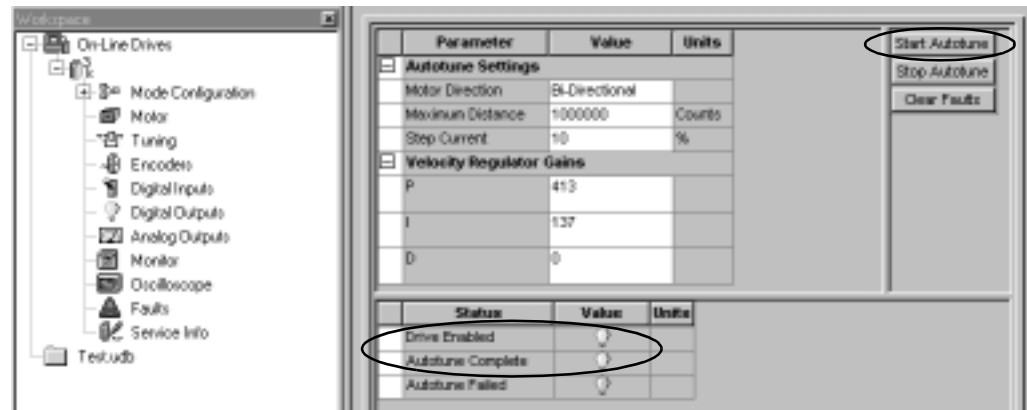 Workspace
On-Line Drives
Mode Configuration
Motor
Tuning
Encoders
Digital Inputs
Digital Outputs
Analog Outputs
Monitor
Oscilloscope
Faults
Service Info
Test.udb
Parameter Value Units
Autotune Settings
Motor Direction Bi-Directional
Maximum Distance 1000000 Counts
Step Current 10 %
Velocity Regulator Gains
P 413
I 137
D 0
Start Autotune
Stop Autotune
Clear Faults
Status Value Units
Drive Enabled
Autotune Complete
Autotune Failed